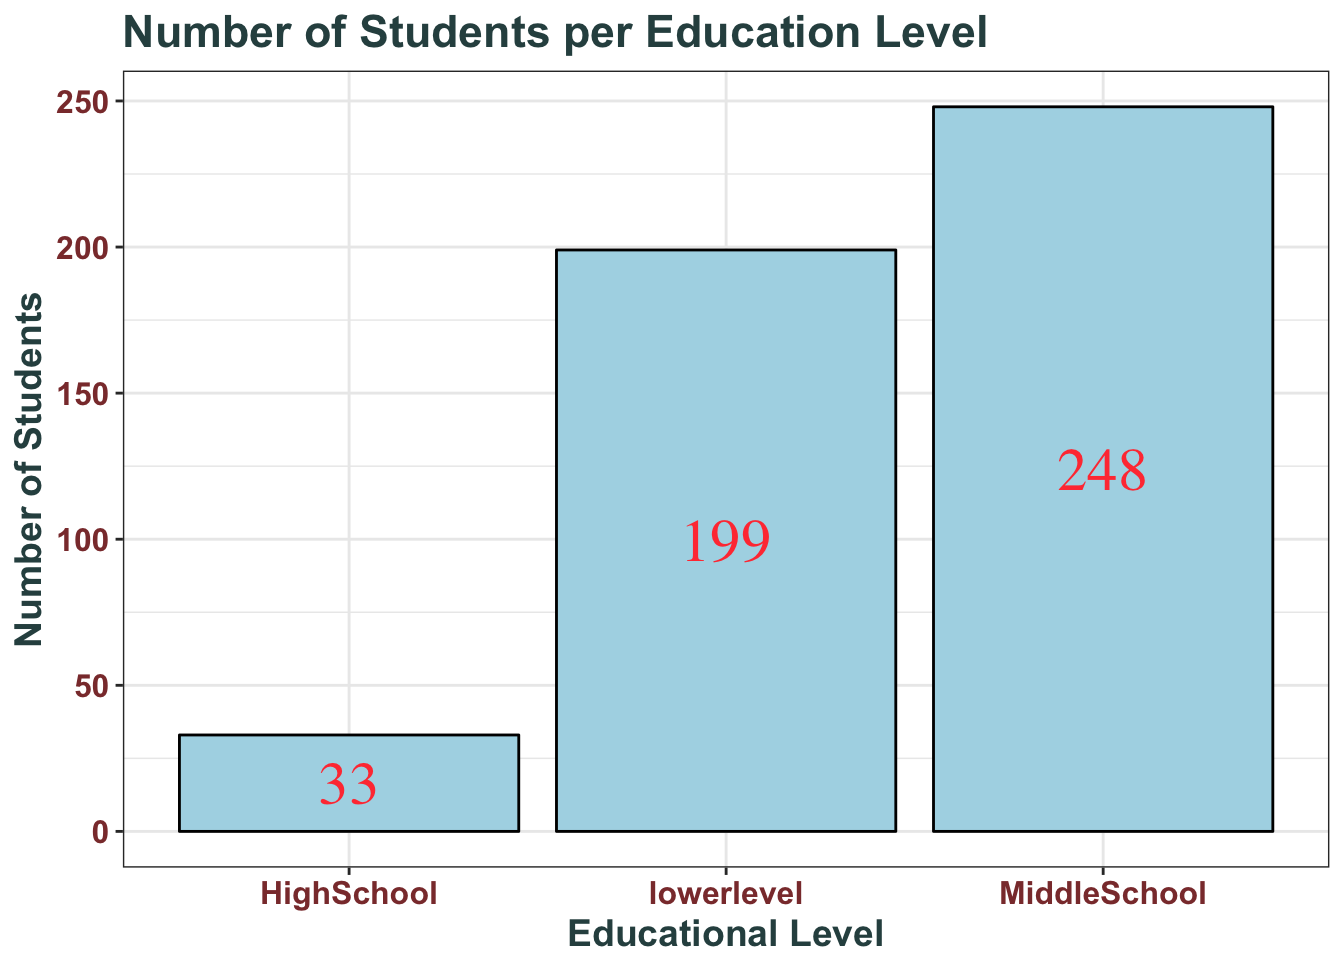 Number of Students per Education Level
Number of Students
250
200
150
100
50
0
33
199
248
HighSchool lowerlevel MiddleSchool
Educational Level